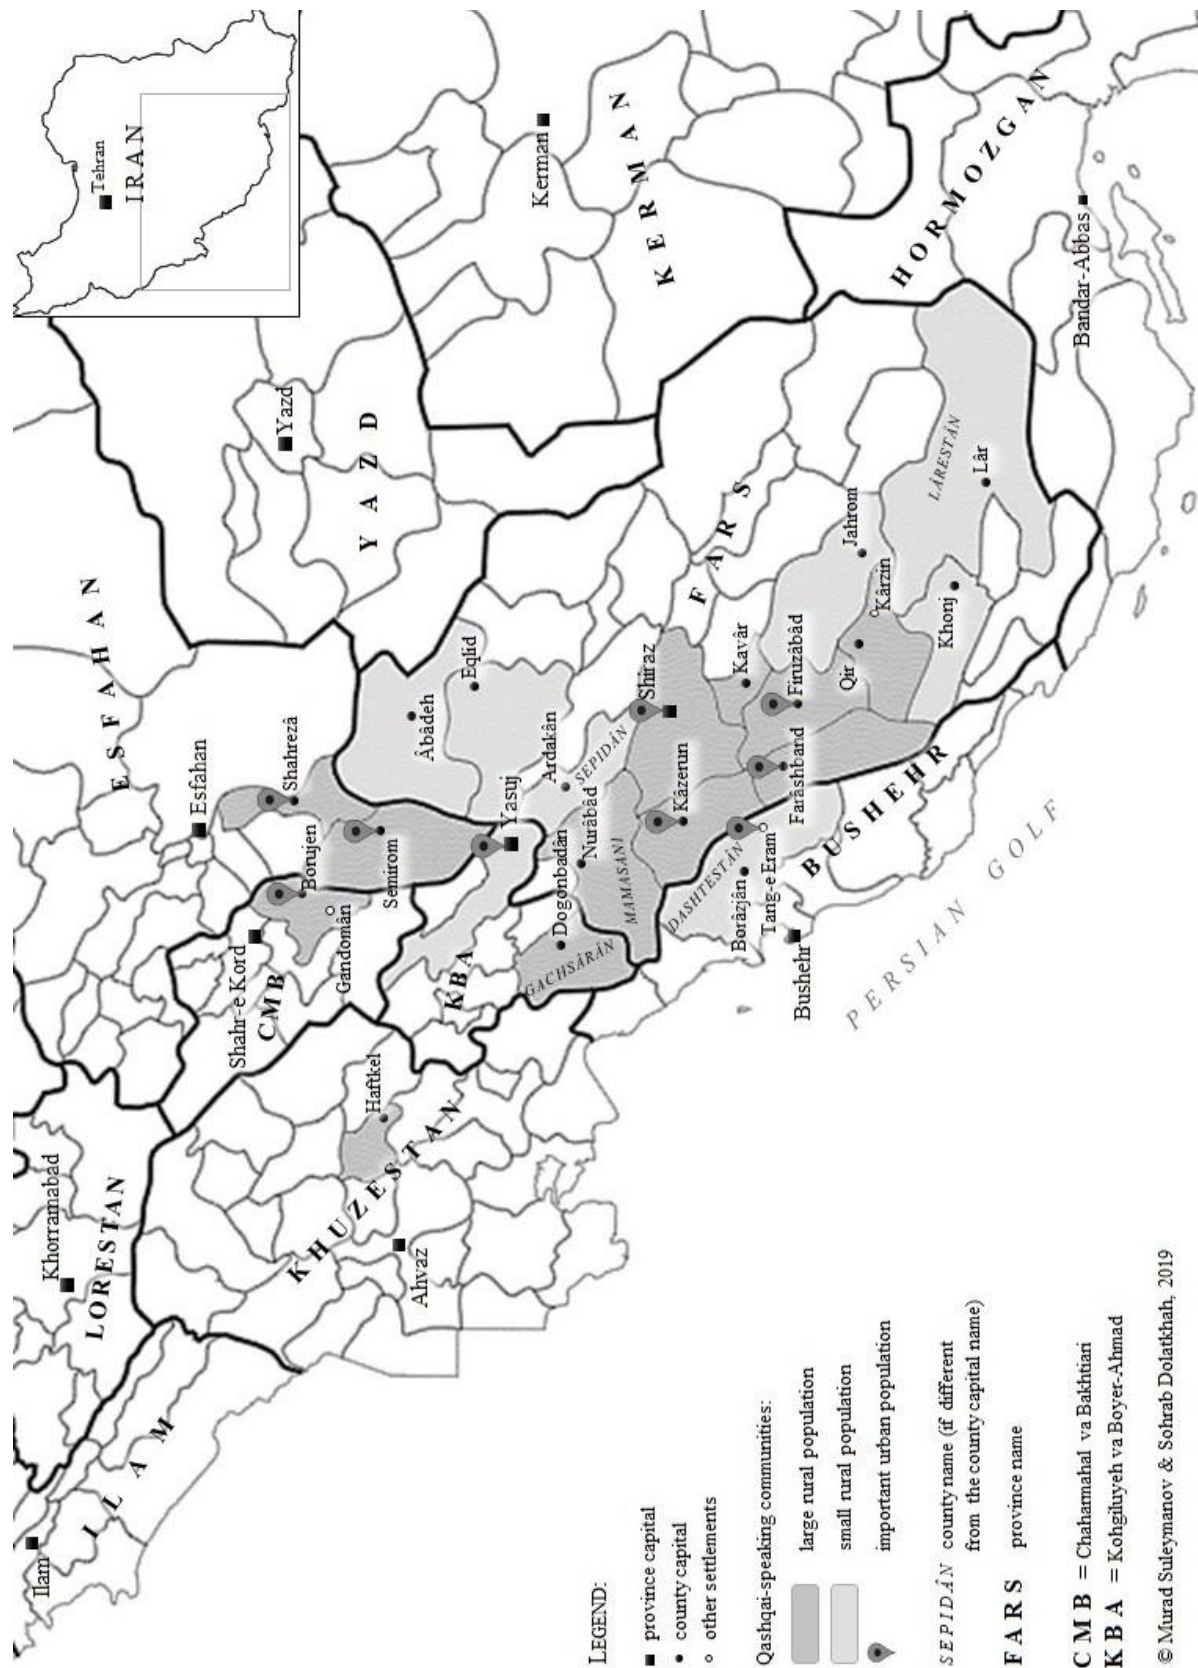 Tehran
IRAN
Ilam
ILAM
Khorramabad
LORESTAN
Shahr-e Kord
CMB
Esfahan
ESFAHAN
Yazd
YAZD
Borujen
Shahrezâ
Gandomân
Semirom
Haftkel
KHUZESTAN
Ahvaz
KBA
Âbâdeh
Eqlid
Yasuj
Ardakân
SEPIDÂN
Dogonbadân
Nurâbâd
GACHSÂRÂN
MAMASANI
Kerman
KERMAN
Shiraz
FARS
Kâzerun
Kavâr
DASHTESTÂN
Borâzjân
Tang-e Eram
Farâshband
Firuzâbâd
Bushehr
BUSHEHR
Qir
Kârzin
Jahrom
LÂRESTÂN
Lâr
Khonj
HORMOZGAN
Bandar-Abbas
PERSIAN GOLF
LEGEND:
province capital
county capital
other settlements
Qashqai-speaking communities:
large rural population
small rural population
important urban population
SEPIDÂN county name (if different
from the county capital name)
FARS province name
CMB = Chaharmahal va Bakhtiari
KBA = Kohgiluyeh va Boyer-Ahmad
© Murad Suleymanov & Sohrab Dolatkhah, 2019